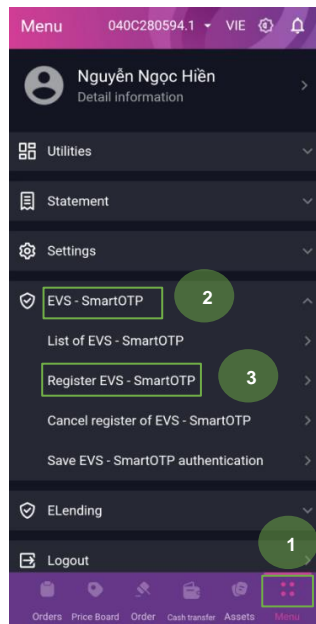 Menu 040C280594.1 VIE
Nguyễn Ngọc Hiền
Detail information
Utilities
Statement
Settings
EVS - SmartOTP 2
List of EVS - SmartOTP
Register EVS - SmartOTP 3
Cancel register of EVS - SmartOTP
Save EVS - SmartOTP authentication
ELending
1
Logout
Orders Price Board Order Cash transfer Assets Menu